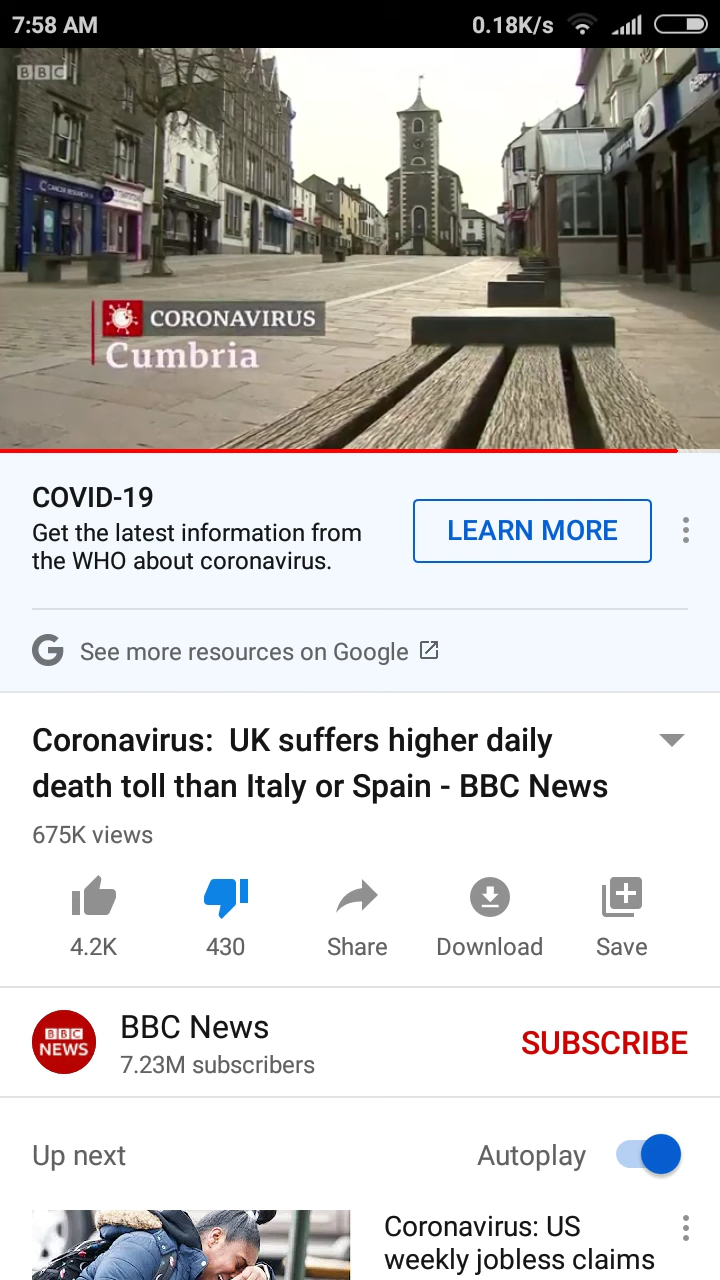 7:58 AM 0.18K/s
BBC
CANCER RESEARCH UK
CORONAVIRUS
Cumbria
COVID-19
Get the latest information from
the WHO about coronavirus.
LEARN MORE
See more resources on Google
Coronavirus: UK suffers higher daily
death toll than Italy or Spain - BBC News
675K views
4.2K
430
Share
Download
Save
BBC
NEWS
BBC News
7.23M subscribers
SUBSCRIBE
Up next
Autoplay
Coronavirus: US
weekly jobless claims